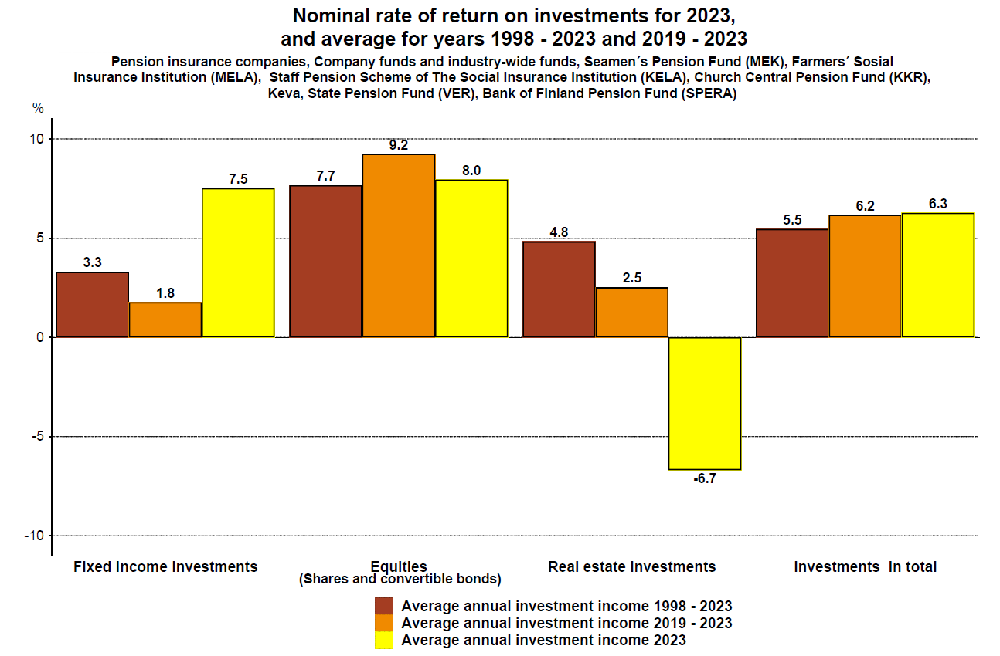 Nominal rate of return on investments for 2023,
and average for years 1998 - 2023 and 2019 - 2023
Pension insurance companies, Company funds and industry-wide funds, Seamen´s Pension Fund (MEK), Farmers´ Sosial
Insurance Institution (MELA),  Staff Pension Scheme of The Social Insurance Institution (KELA), Church Central Pension Fund (KKR),
Keva, State Pension Fund (VER), Bank of Finland Pension Fund (SPERA)
%
10
5
0
-5
-10
3.3
1.8
7.5
7.7
9.2
8.0
4.8
2.5
-6.7
5.5
6.2
6.3
Fixed income investments
Equities
(Shares and convertible bonds)
Real estate investments
Investments  in total
Average annual investment income 1998 - 2023
Average annual investment income 2019 - 2023
Average annual investment income 2023